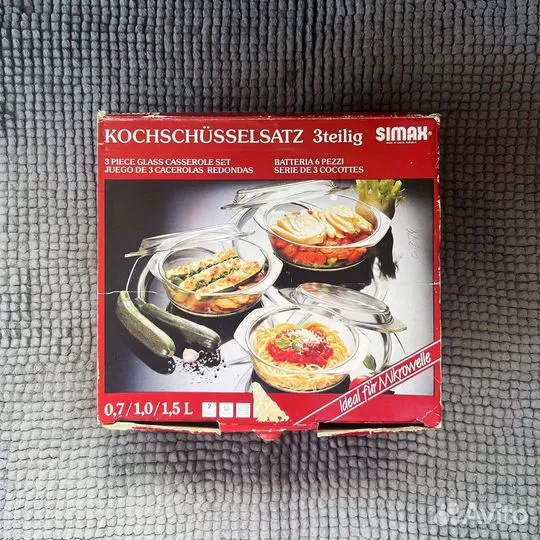 KOCHSCHÜSSELSATZ 3teilig
SIMAX®
3 PIECE GLASS CASSEROLE SET
JUEGO DE 3 CACEROLAS REDONDAS
BATTERIA 6 PEZZI
SERIE DE 3 COCOTTES
Ideal für Mikrowelle
0,7/1,0/1,5 L
Avito